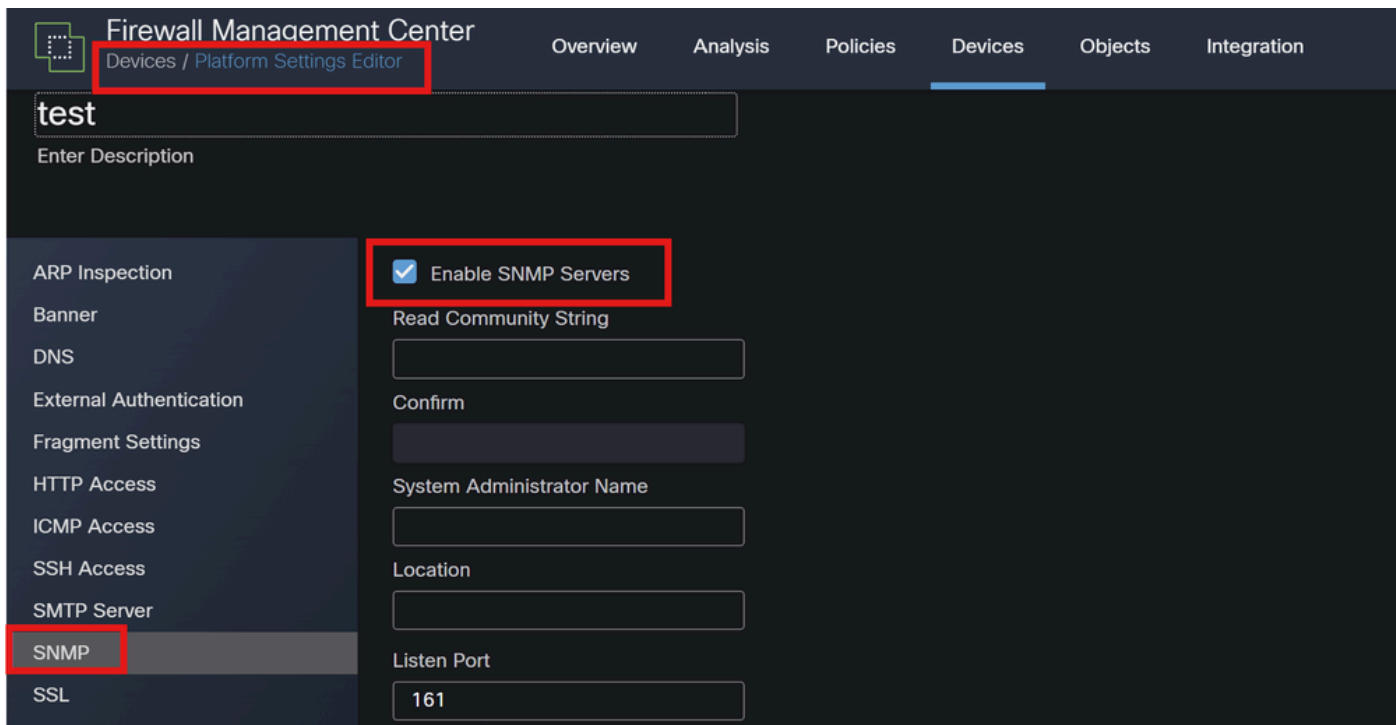 Firewall Management Center
Devices / Platform Settings Editor
Overview Analysis Policies Devices Objects Integration
test
Enter Description
ARP Inspection
Banner
DNS
External Authentication
Fragment Settings
HTTP Access
ICMP Access
SSH Access
SMTP Server
SNMP
SSL
Enable SNMP Servers
Read Community String
Confirm
System Administrator Name
Location
Listen Port
161